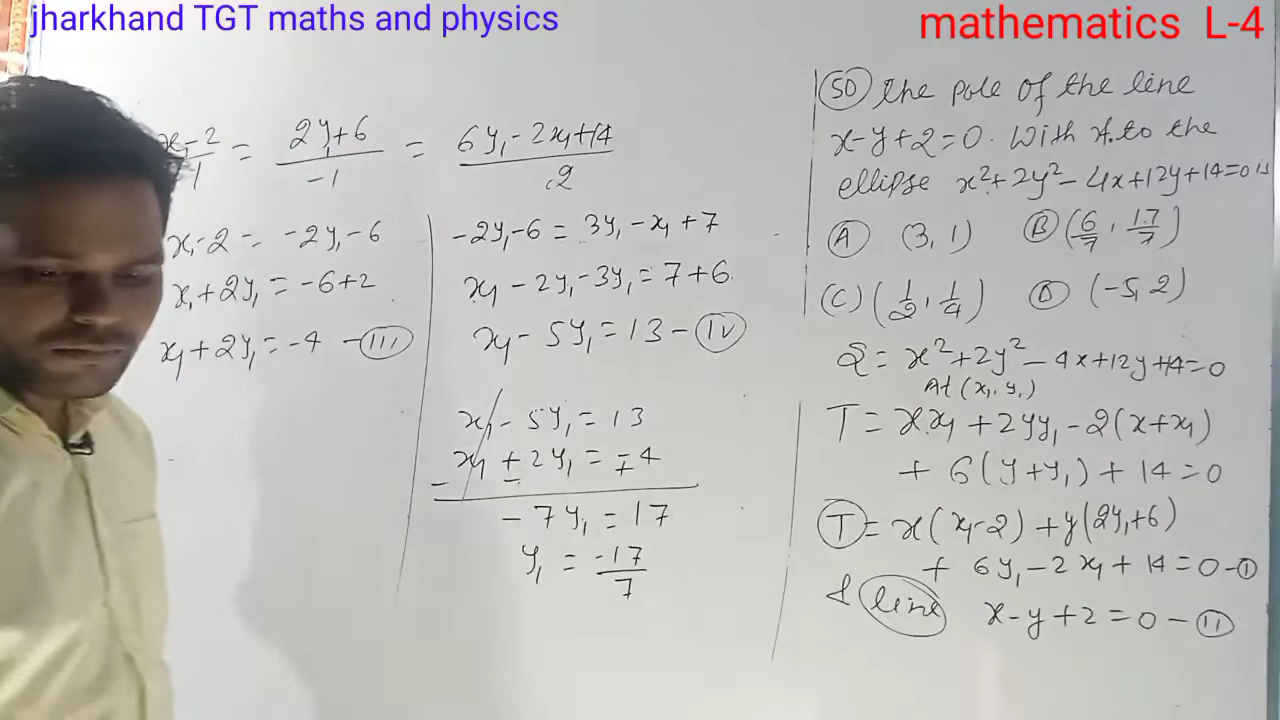 jharkhand TGT maths and physics
mathematics L-4
x₁-2/1 = 2y₁+6/-1 = 6y₁-2x₁+14/2
x₁-2 = -2y₁-6
x₁+2y₁ = -6+2
x₁+2y₁ = -4 - (III)
-2y₁-6 = 3y₁-x₁+7
x₁-2y₁-3y₁ = 7+6
x₁-5y₁ = 13 - (IV)
x₁-5y₁ = 13
x₁+2y₁ = -4
-7y₁ = 17
y₁ = -17/7
(50) the pole of the line
x-y+2=0. With r. to the
ellipse x²+2y²-4x+12y+14=0 is
(A) (3, 1) (B) (6/7, 17/7)
(C) (1/2, 1/4) (D) (-5, 2)
S = x²+2y²-4x+12y+14=0
At (x₁, y₁)
T = x.x₁+2yy₁-2(x+x₁)
+ 6(y+y₁)+14=0
(T) = x(x₁-2)+y(2y₁+6)
+ 6y₁-2x₁+14=0-(I)
& line x-y+2=0-(II)